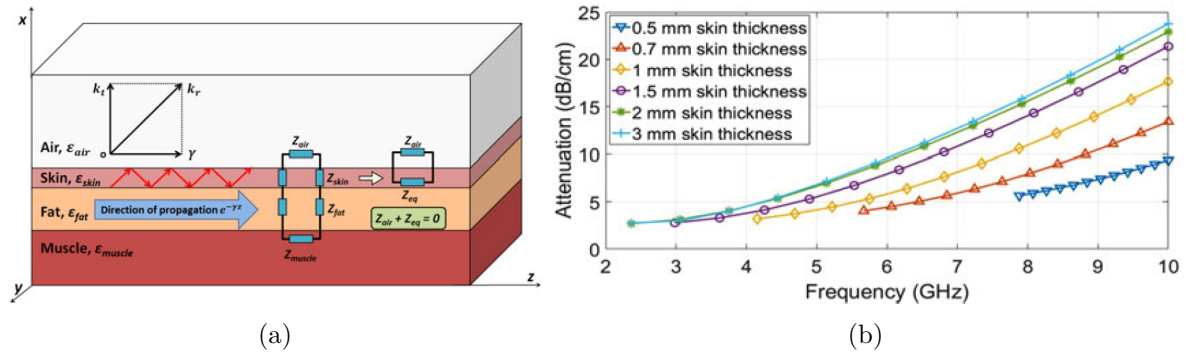 x
k_t
k_r
o
γ
Air, ε_air
Z_air
Z_air
Skin, ε_skin
Z_skin
Z_eq
Fat, ε_fat
Direction of propagation e^{-γz}
Z_fat
Z_air + Z_eq = 0
Muscle, ε_muscle
Z_muscle
y
z
(a)
Attenuation (dB/cm)
25
20
15
10
5
0
0.5 mm skin thickness
0.7 mm skin thickness
1 mm skin thickness
1.5 mm skin thickness
2 mm skin thickness
3 mm skin thickness
2 3 4 5 6 7 8 9 10
Frequency (GHz)
(b)